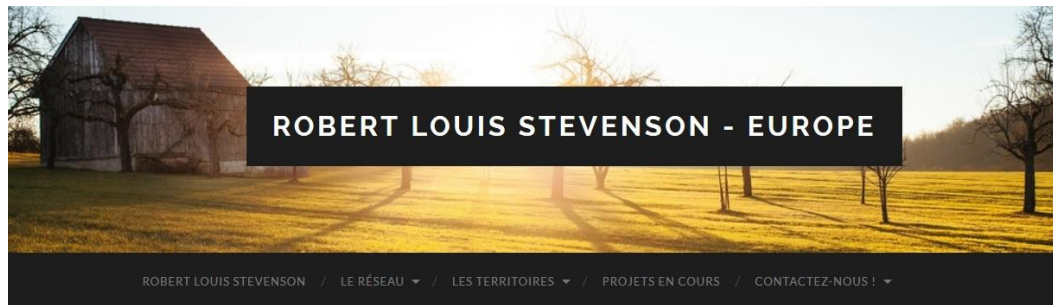 ROBERT LOUIS STEVENSON - EUROPE
ROBERT LOUIS STEVENSON / LE RÉSEAU / LES TERRITOIRES / PROJETS EN COURS / CONTACTEZ-NOUS !